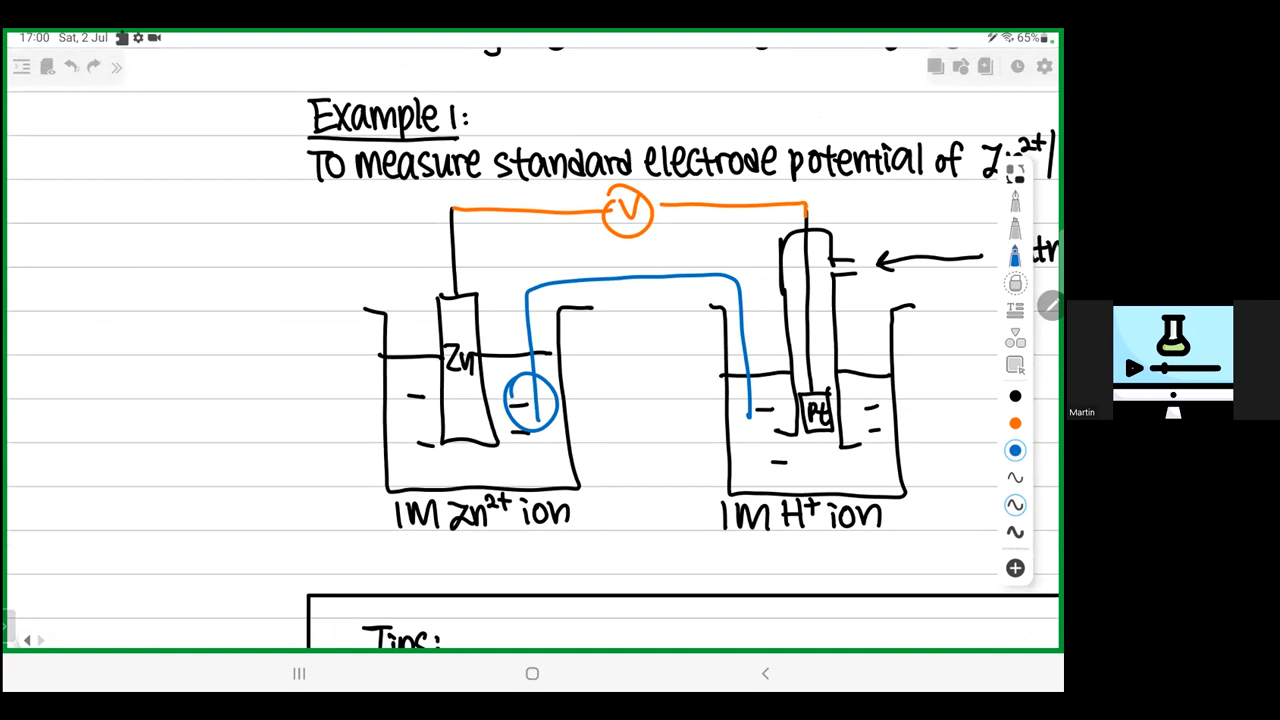 17:00 Sat, 2 Jul
65%
Example 1:
To measure standard electrode potential of
V
Zn
Pt
1M Zn²⁺ ion
1M H⁺ ion
Tips:
Martin